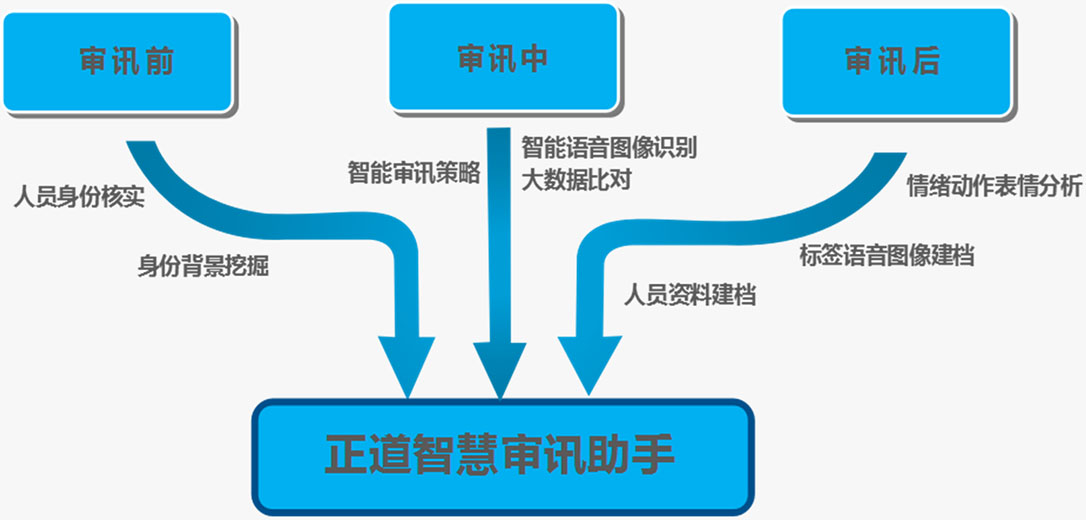 审讯前
审讯中
审讯后
人员身份核实
身份背景挖掘
智能审讯策略
智能语音图像识别
大数据比对
情绪动作表情分析
标签语音图像建档
人员资料建档
正道智慧审讯助手